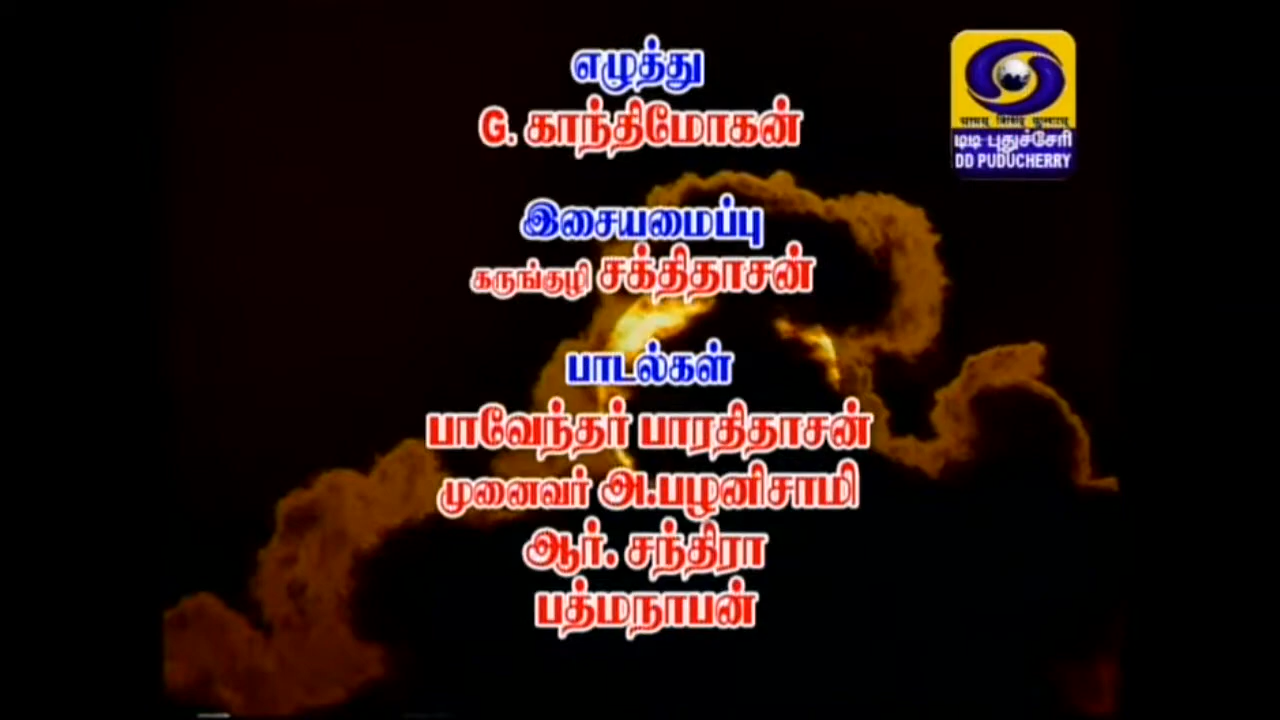 எழுத்து
G. காந்திமோகன்
இசையமைப்பு
கருங்குழி சக்திதாசன்
பாடல்கள்
பாவேந்தர் பாரதிதாசன்
முனைவர் அ.பழனிசாமி
ஆர். சந்திரா
பத்மநாபன்
டிடி புதுச்சேரி
DD PUDUCHERRY